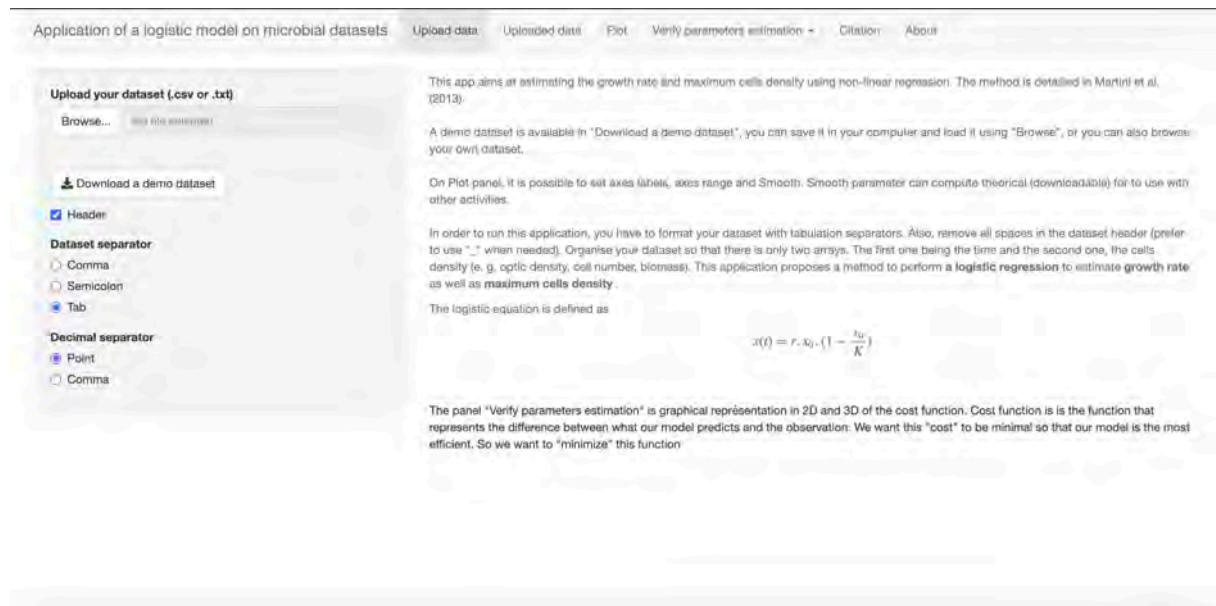 Application of a logistic model on microbial datasets Upload data Uploaded data Plot Verify parameters estimation Citation About
Upload your dataset (.csv or .txt)
Browse... No file selected
Download a demo dataset
Header
Dataset separator
Comma
Semicolon
Tab
Decimal separator
Point
Comma
This app aims at estimating the growth rate and maximum cells density using non-linear regression. The method is detailed in Martini et al.
(2013).
A demo dataset is available in "Download a demo dataset", you can save it in your computer and load it using "Browse", or you can also browse
your own dataset.
On Plot panel, it is possible to set axes labels, axes range and Smooth. Smooth parameter can compute theorical (downloadable) for to use with
other activities.
In order to run this application, you have to format your dataset with tabulation separators. Also, remove all spaces in the dataset header (prefer
to use "_" when needed). Organise your dataset so that there is only two arrays. The first one being the time and the second one, the cells
density (e. g. optic density, cell number, biomass). This application proposes a method to perform a logistic regression to estimate growth rate
as well as maximum cells density .
The logistic equation is defined as
x(t) = r. x₀. (1 − x₀/K)
The panel "Verify parameters estimation" is graphical représentation in 2D and 3D of the cost function. Cost function is is the function that
represents the difference between what our model predicts and the observation. We want this "cost" to be minimal so that our model is the most
efficient. So we want to "minimize" this function